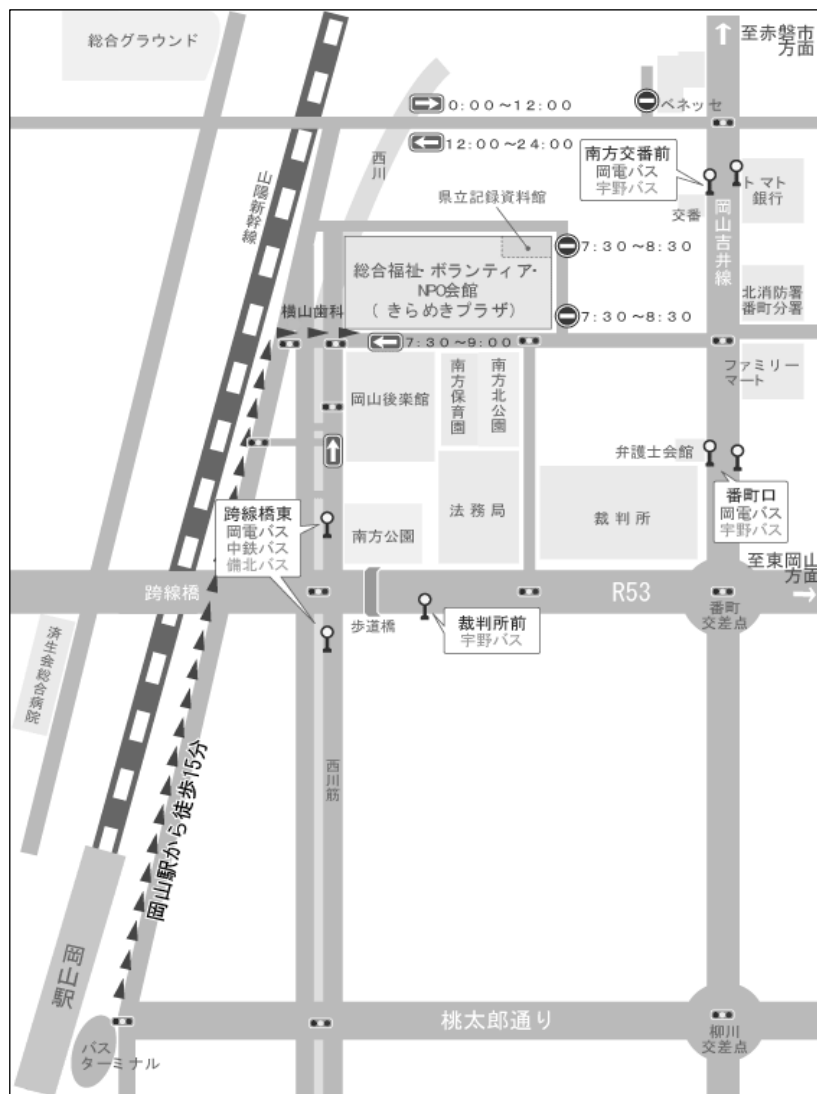 総合グラウンド
至赤磐市
方面
0:00～12:00
ベネッセ
12:00～24:00
西川
山陽新幹線
南方交番前
岡電バス
宇野バス
トマト
銀行
交番
岡山吉井線
県立記録資料館
7:30～8:30
総合福祉・ボランティア・
NPO会館
(きらめきプラザ)
北消防署
番町分署
横山歯科
7:30～8:30
7:30～9:00
ファミリー
マート
岡山後楽館
南方保育園
南方北公園
弁護士会館
番町口
岡電バス
宇野バス
跨線橋東
岡電バス
中鉄バス
備北バス
南方公園
法務局
裁判所
至東岡山
方面
跨線橋
R53
番町
交差点
歩道橋
裁判所前
宇野バス
済生会総合病院
岡山駅から徒歩15分
西川筋
岡山駅
桃太郎通り
柳川
交差点
バス
ターミナル